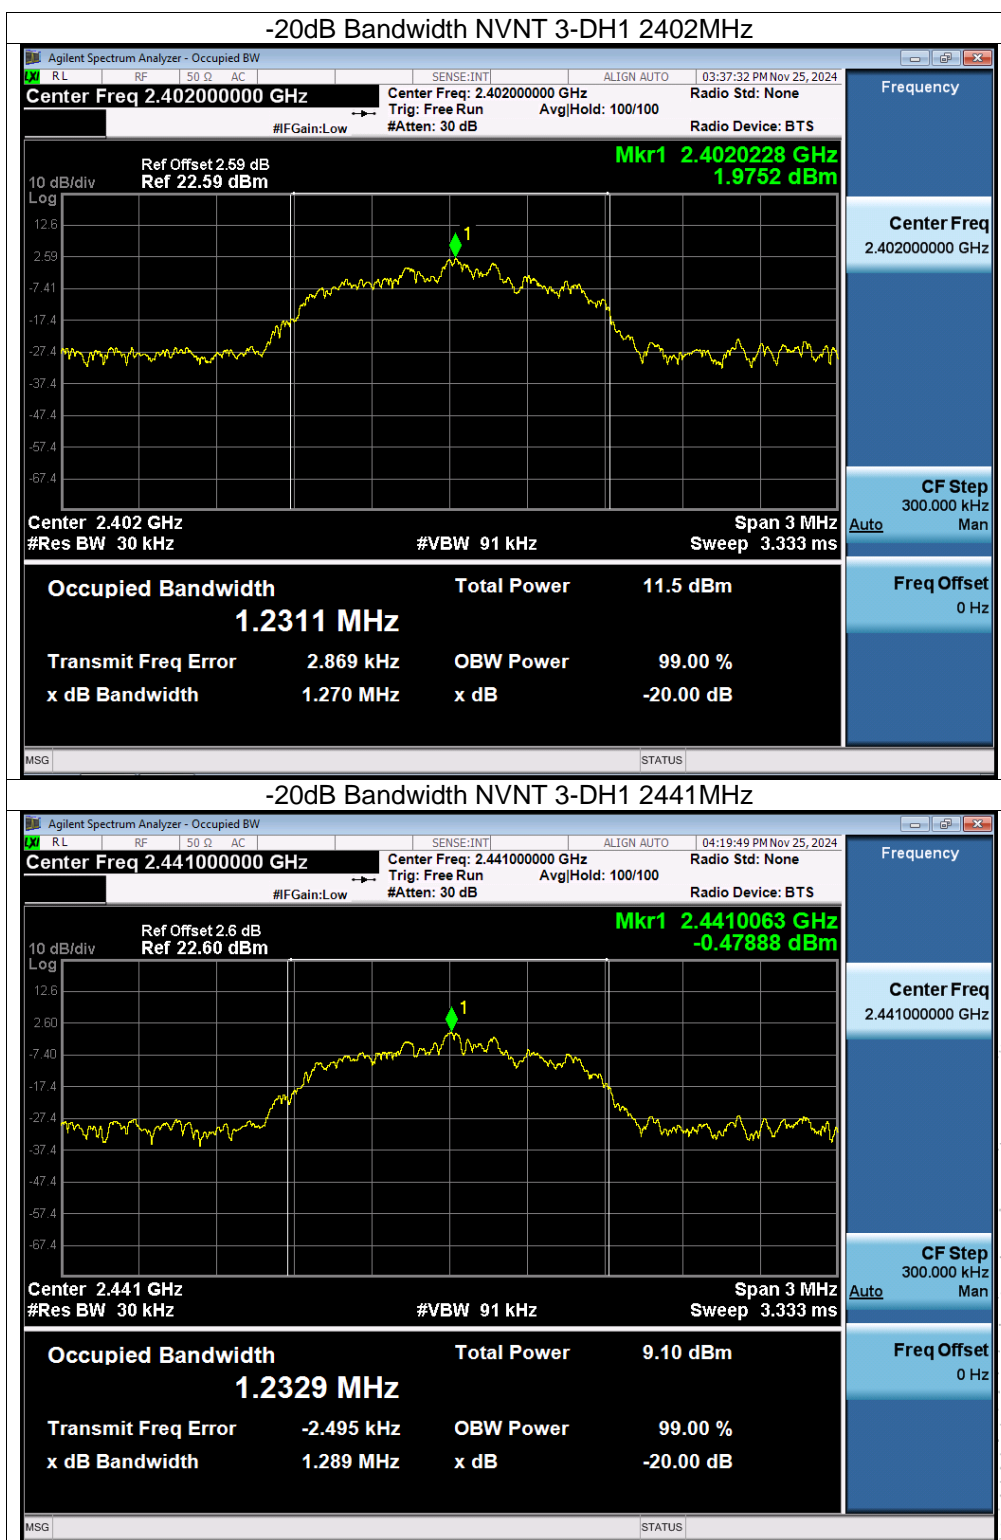 -20dB Bandwidth NVNT 3-DH1 2402MHz
Agilent Spectrum Analyzer - Occupied BW
LXI RL RF 50 Ω AC SENSE:INT ALIGN AUTO 03:37:32 PM Nov 25, 2024
Center Freq 2.402000000 GHz Center Freq: 2.402000000 GHz Radio Std: None Frequency
Trig: Free Run Avg|Hold: 100/100
#IFGain:Low #Atten: 30 dB Radio Device: BTS
Mkr1 2.4020228 GHz
Ref Offset 2.59 dB
10 dB/div Ref 22.59 dBm 1.9752 dBm
Log
12.6
1
2.59
-7.41
-17.4
-27.4
-37.4
-47.4
-57.4
-67.4
Center Freq
2.402000000 GHz
Center 2.402 GHz Span 3 MHz
#Res BW 30 kHz #VBW 91 kHz Sweep 3.333 ms
CF Step
300.000 kHz
Auto Man
Occupied Bandwidth Total Power 11.5 dBm
1.2311 MHz
Transmit Freq Error 2.869 kHz OBW Power 99.00 %
x dB Bandwidth 1.270 MHz x dB -20.00 dB
Freq Offset
0 Hz
MSG STATUS
-20dB Bandwidth NVNT 3-DH1 2441MHz
Agilent Spectrum Analyzer - Occupied BW
LXI RL RF 50 Ω AC SENSE:INT ALIGN AUTO 04:19:49 PM Nov 25, 2024
Center Freq 2.441000000 GHz Center Freq: 2.441000000 GHz Radio Std: None Frequency
Trig: Free Run Avg|Hold: 100/100
#IFGain:Low #Atten: 30 dB Radio Device: BTS
Mkr1 2.4410063 GHz
Ref Offset 2.6 dB
10 dB/div Ref 22.60 dBm -0.47888 dBm
Log
12.6
1
2.60
-7.40
-17.4
-27.4
-37.4
-47.4
-57.4
-67.4
Center Freq
2.441000000 GHz
Center 2.441 GHz Span 3 MHz
#Res BW 30 kHz #VBW 91 kHz Sweep 3.333 ms
CF Step
300.000 kHz
Auto Man
Occupied Bandwidth Total Power 9.10 dBm
1.2329 MHz
Transmit Freq Error -2.495 kHz OBW Power 99.00 %
x dB Bandwidth 1.289 MHz x dB -20.00 dB
Freq Offset
0 Hz
MSG STATUS